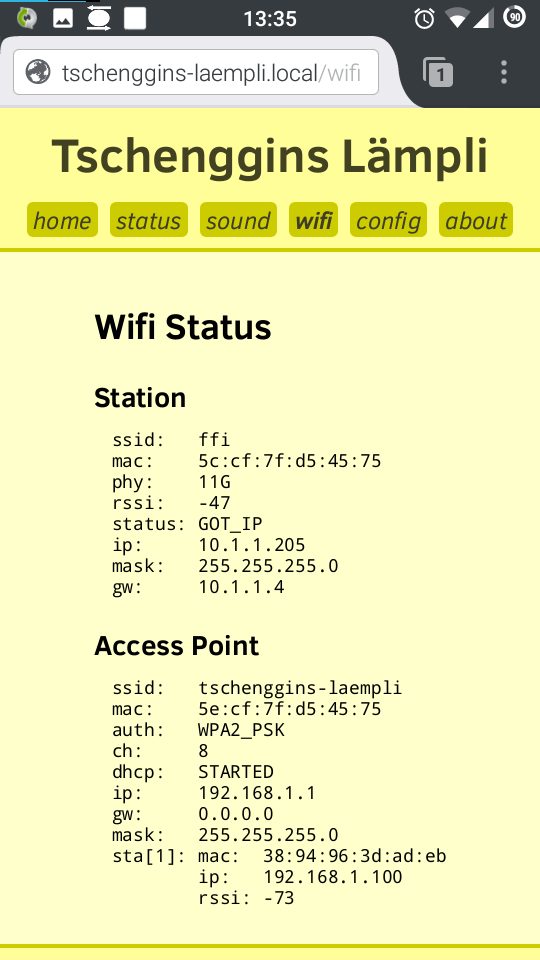 13:35
90
tschenggins-laempli.local/wifi
1
Tschenggins Lämpli
home status sound wifi config about
Wifi Status
Station
ssid: ffi
mac: 5c:cf:7f:d5:45:75
phy: 11G
rssi: -47
status: GOT_IP
ip: 10.1.1.205
mask: 255.255.255.0
gw: 10.1.1.4
Access Point
ssid: tschenggins-laempli
mac: 5e:cf:7f:d5:45:75
auth: WPA2_PSK
ch: 8
dhcp: STARTED
ip: 192.168.1.1
gw: 0.0.0.0
mask: 255.255.255.0
sta[1]: mac: 38:94:96:3d:ad:eb
ip: 192.168.1.100
rssi: -73